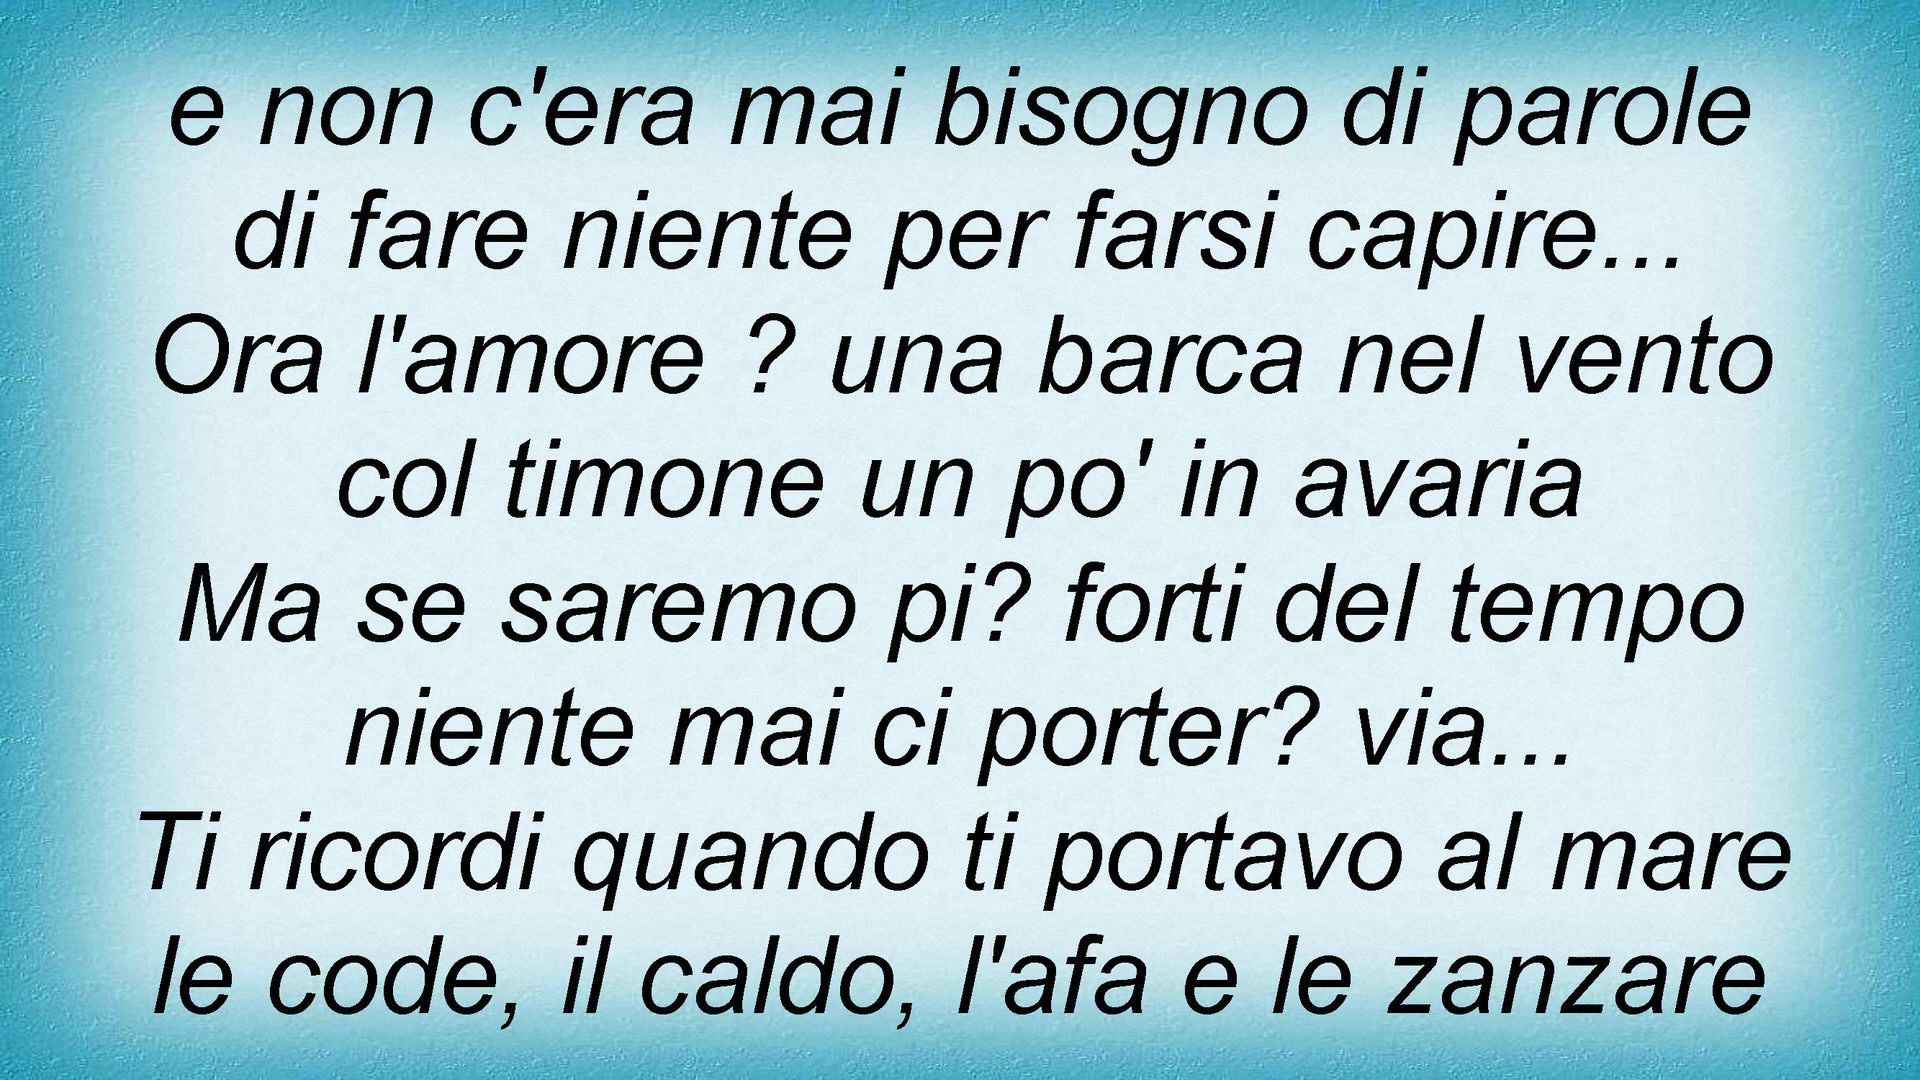 e non c'era mai bisogno di parole
di fare niente per farsi capire...
Ora l'amore ? una barca nel vento
col timone un po' in avaria
Ma se saremo pi? forti del tempo
niente mai ci porter? via...
Ti ricordi quando ti portavo al mare
le code, il caldo, l'afa e le zanzare